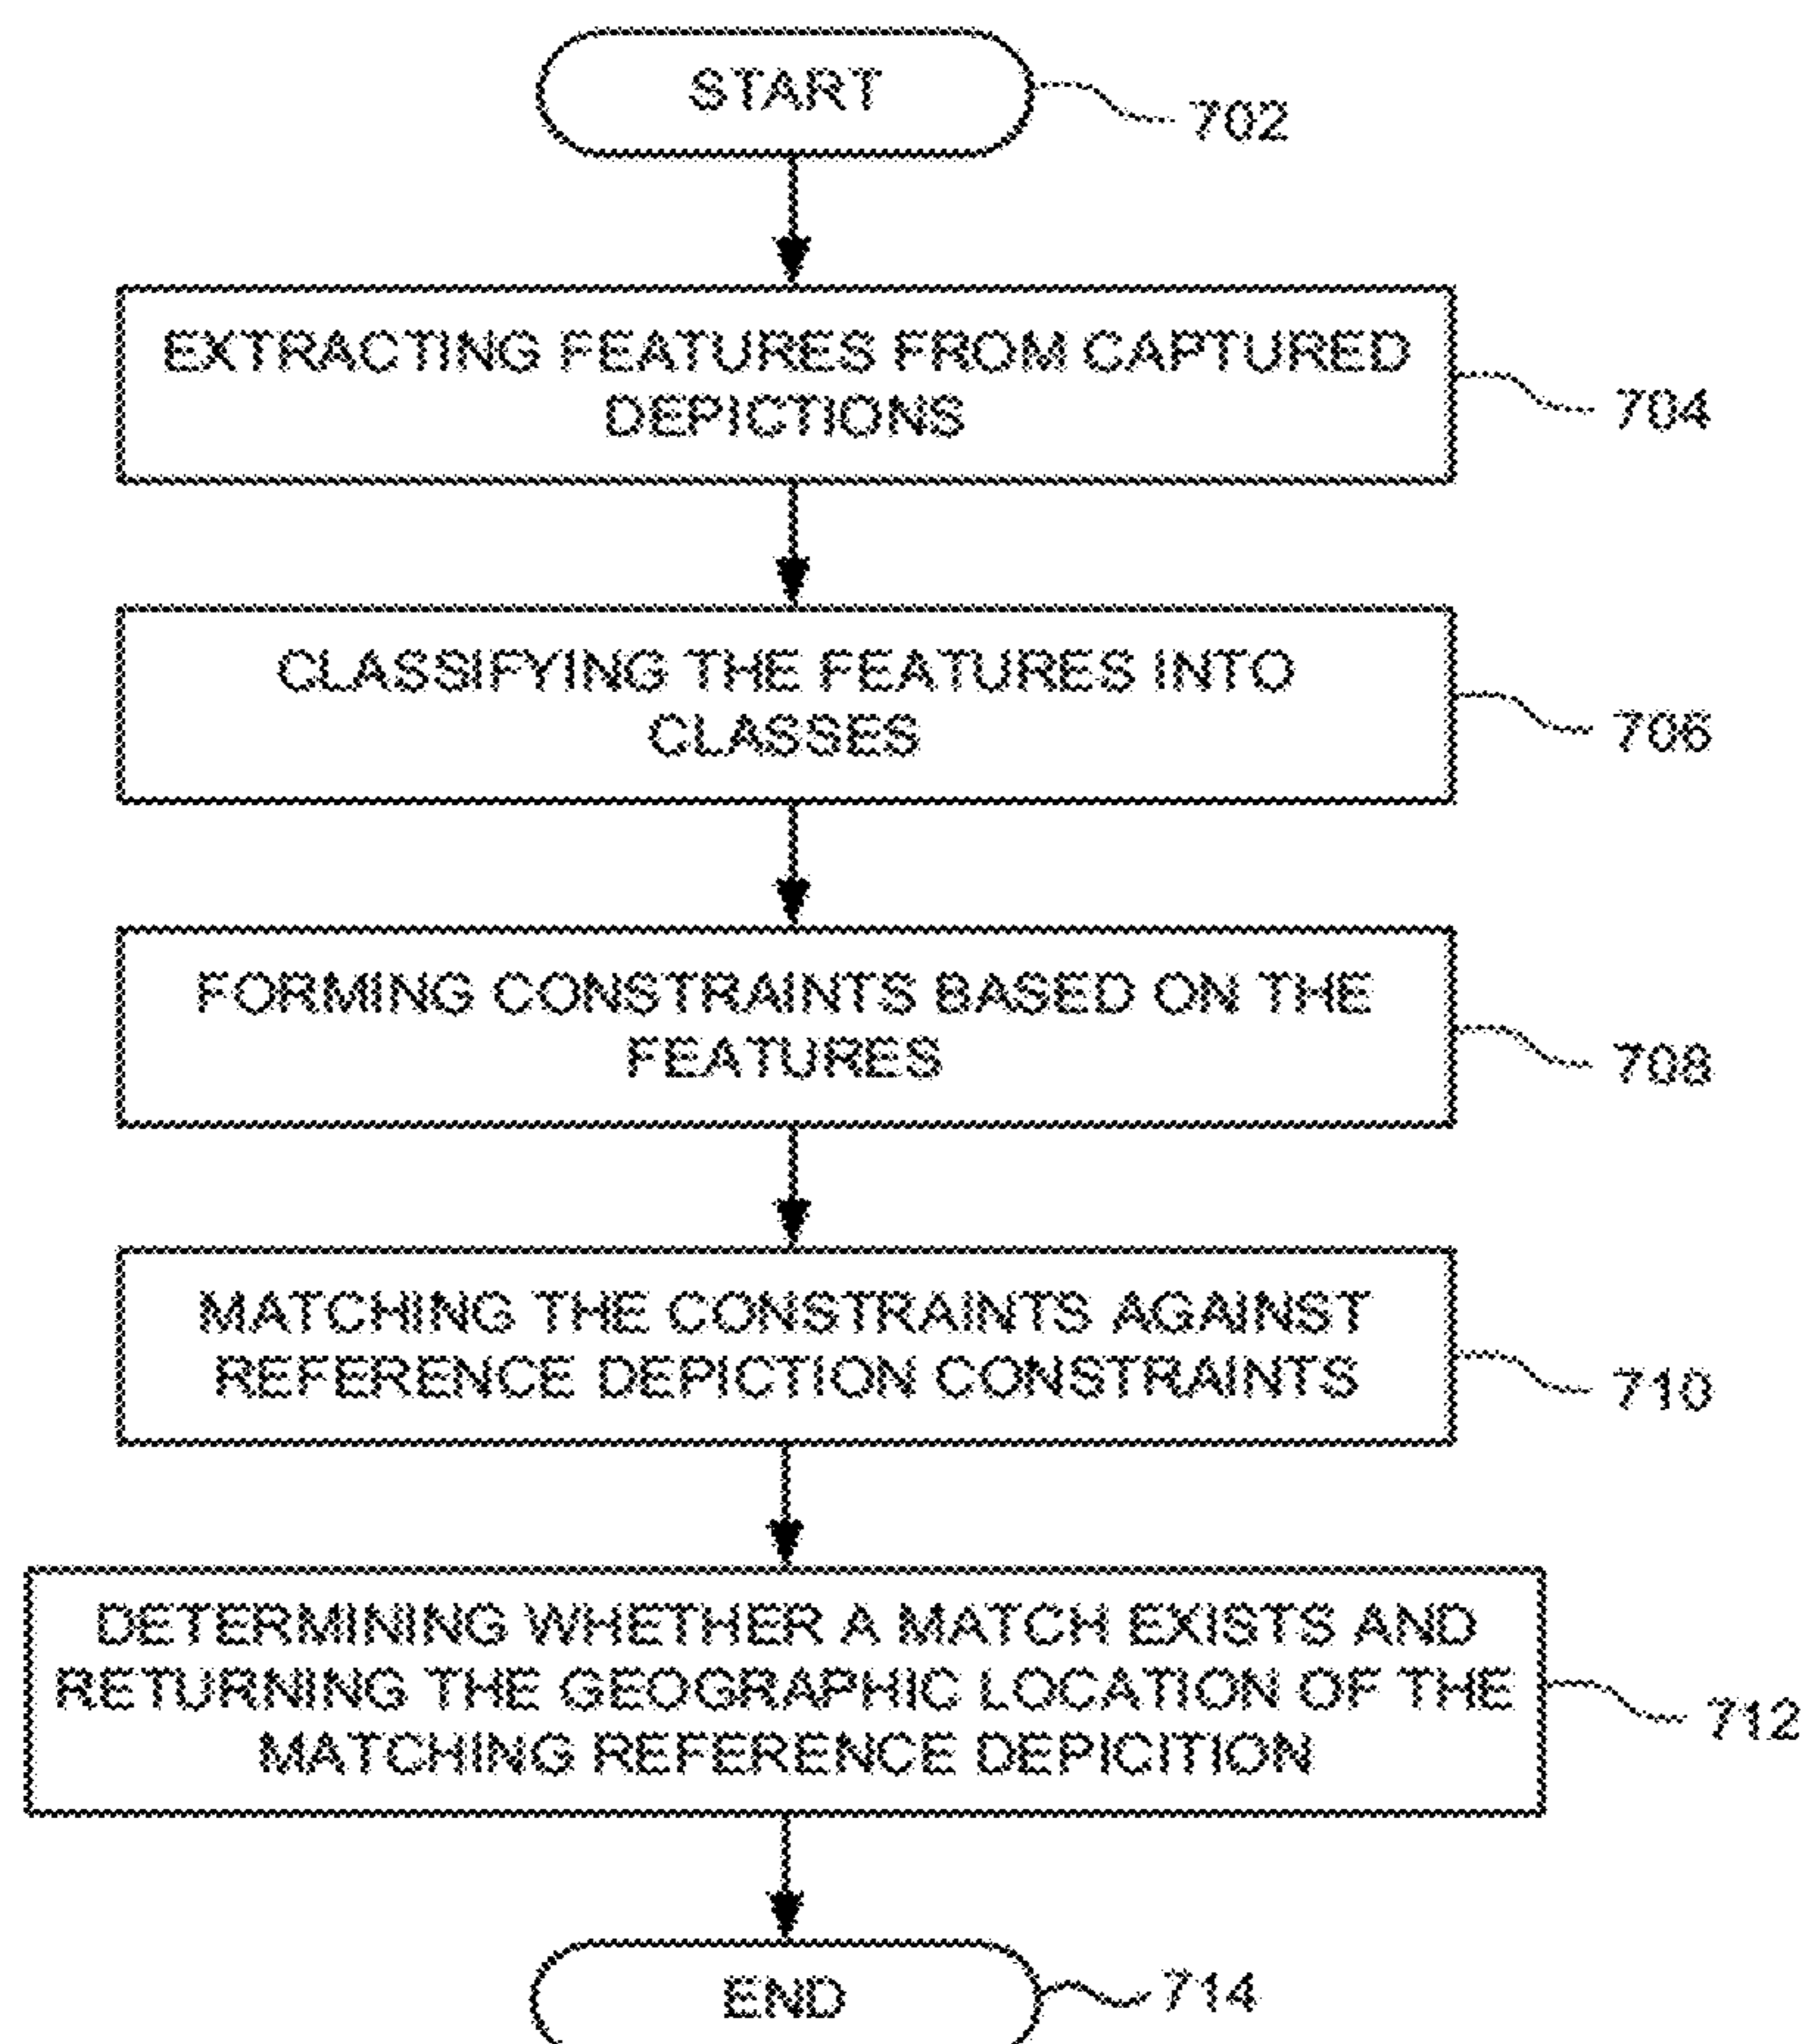 START
702
EXTRACTING FEATURES FROM CAPTURED
DEPICTIONS
704
CLASSIFYING THE FEATURES INTO
CLASSES
706
FORMING CONSTRAINTS BASED ON THE
FEATURES
708
MATCHING THE CONSTRAINTS AGAINST
REFERENCE DEPICTION CONSTRAINTS
710
DETERMINING WHETHER A MATCH EXISTS AND
RETURNING THE GEOGRAPHIC LOCATION OF THE
MATCHING REFERENCE DEPICITION
712
END
714